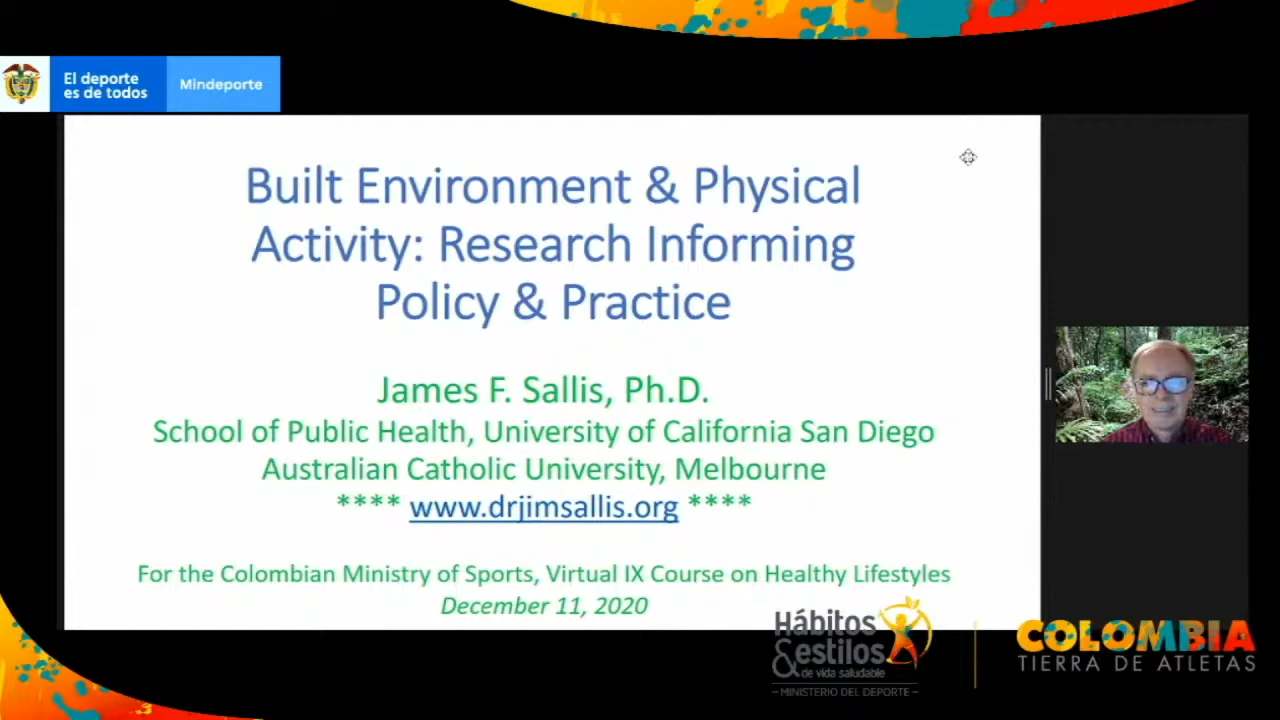 El deporte
es de todos
Mindeporte
Built Environment & Physical
Activity: Research Informing
Policy & Practice
James F. Sallis, Ph.D.
School of Public Health, University of California San Diego
Australian Catholic University, Melbourne
**** www.drjimsallis.org ****
For the Colombian Ministry of Sports, Virtual IX Course on Healthy Lifestyles
December 11, 2020
Hábitos
&estilos
de vida saludable
– MINISTERIO DEL DEPORTE –
COLOMBIA
TIERRA DE ATLETAS